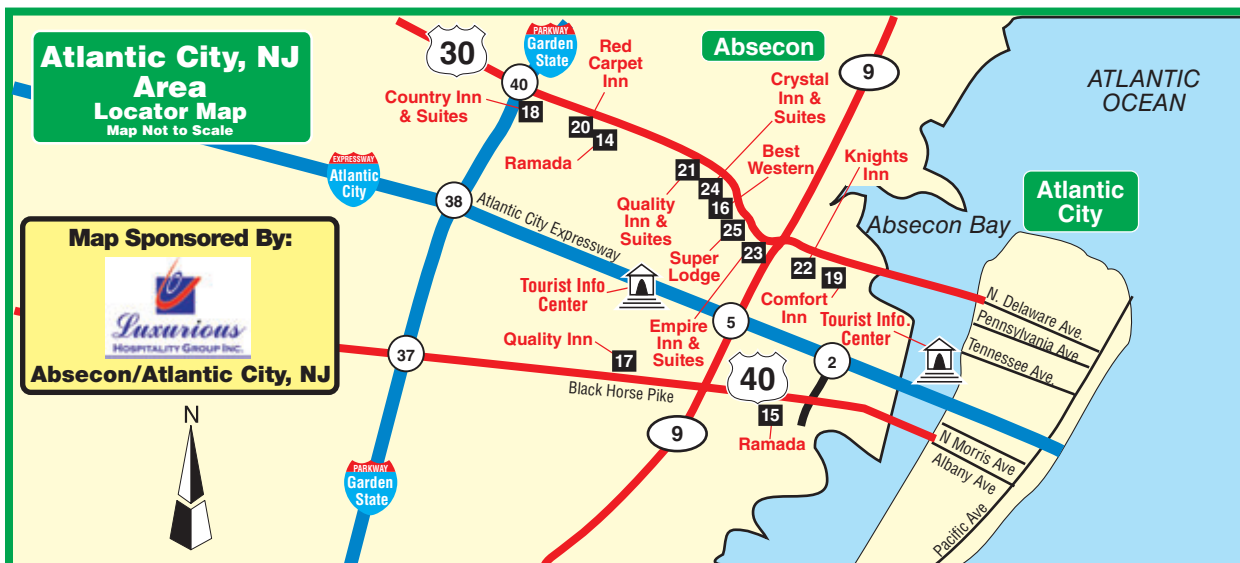 Atlantic City, NJ
Area
Locator Map
Map Not to Scale
30
PARKWAY
Garden
State
40
Country Inn
& Suites
18
Red
Carpet
Inn
20
14
Ramada
Absecon
9
Crystal
Inn &
Suites
Best
Western
Knights
Inn
ATLANTIC
OCEAN
EXPRESSWAY
Atlantic
City
38
Atlantic City Expressway
21
24
16
25
23
Quality
Inn &
Suites
Super
Lodge
22
19
Comfort
Inn
Absecon Bay
Atlantic
City
Map Sponsored By:
Luxurious
HOSPITALITY GROUP INC.
Absecon/Atlantic City, NJ
Tourist Info
Center
Empire
Inn &
Suites
5
Tourist Info.
Center
2
N. Delaware Ave.
Pennsylvania Ave.
Tennessee Ave.
37
Quality Inn
17
Black Horse Pike
40
15
Ramada
9
N Morris Ave
Albany Ave
Pacific Ave
N
PARKWAY
Garden
State